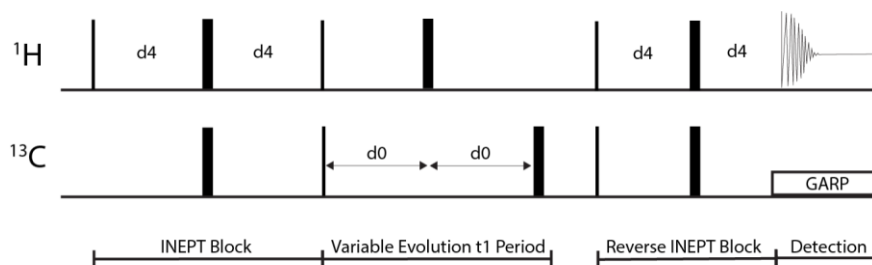 ¹H
d4 d4 d4 d4
¹³C
d0 d0
GARP
INEPT Block Variable Evolution t1 Period Reverse INEPT Block Detection